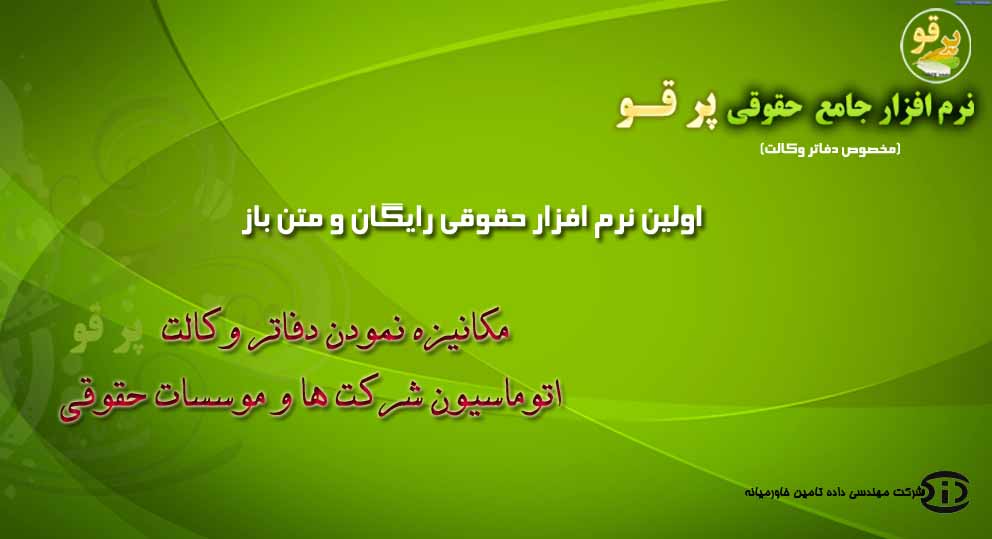 پر قو
نرم افزار جامع حقوقی پر قو
(مخصوص دفاتر وکالت)
اولین نرم افزار حقوقی رایگان و متن باز
مکانیزه نمودن دفاتر وکالت
پر قو
اتوماسیون شرکت ها و موسسات حقوقی
شرکت مهندسی داده تامین خاورمیانه